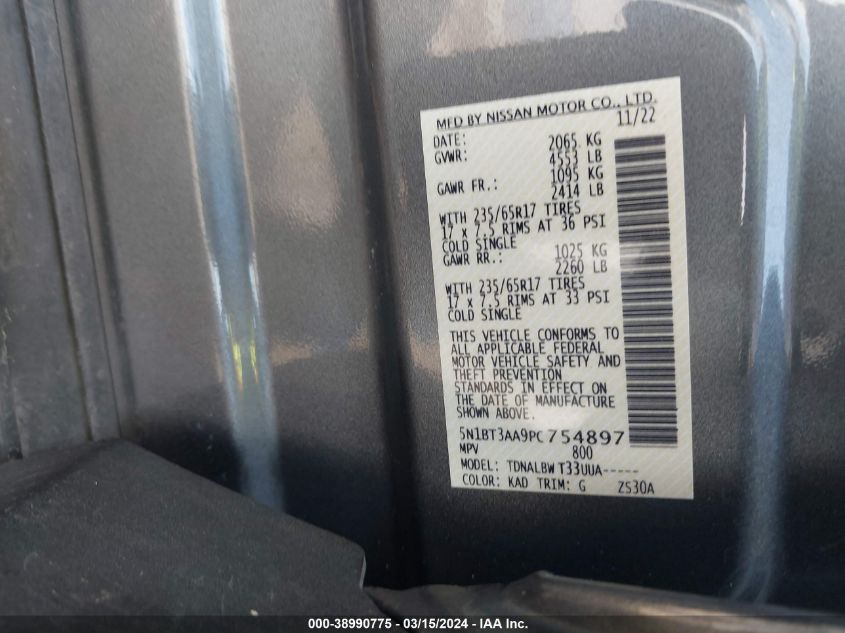 MFD BY NISSAN MOTOR CO., LTD.
DATE: 11/22
GVWR: 2065 KG
4553 LB
GAWR FR.: 1095 KG
2414 LB
WITH 235/65R17 TIRES
17 x 7.5 RIMS AT 36 PSI
COLD SINGLE
GAWR RR.: 1025 KG
2260 LB
WITH 235/65R17 TIRES
17 x 7.5 RIMS AT 33 PSI
COLD SINGLE
THIS VEHICLE CONFORMS TO
ALL APPLICABLE FEDERAL
MOTOR VEHICLE SAFETY AND
THEFT PREVENTION
STANDARDS IN EFFECT ON
THE DATE OF MANUFACTURE
SHOWN ABOVE.
5N1BT3AA9PC754897
MPV 800
MODEL: TDNALBW T33UUA-----
COLOR: KAD TRIM: G ZS30A
000-38990775 - 03/15/2024 - IAA Inc.